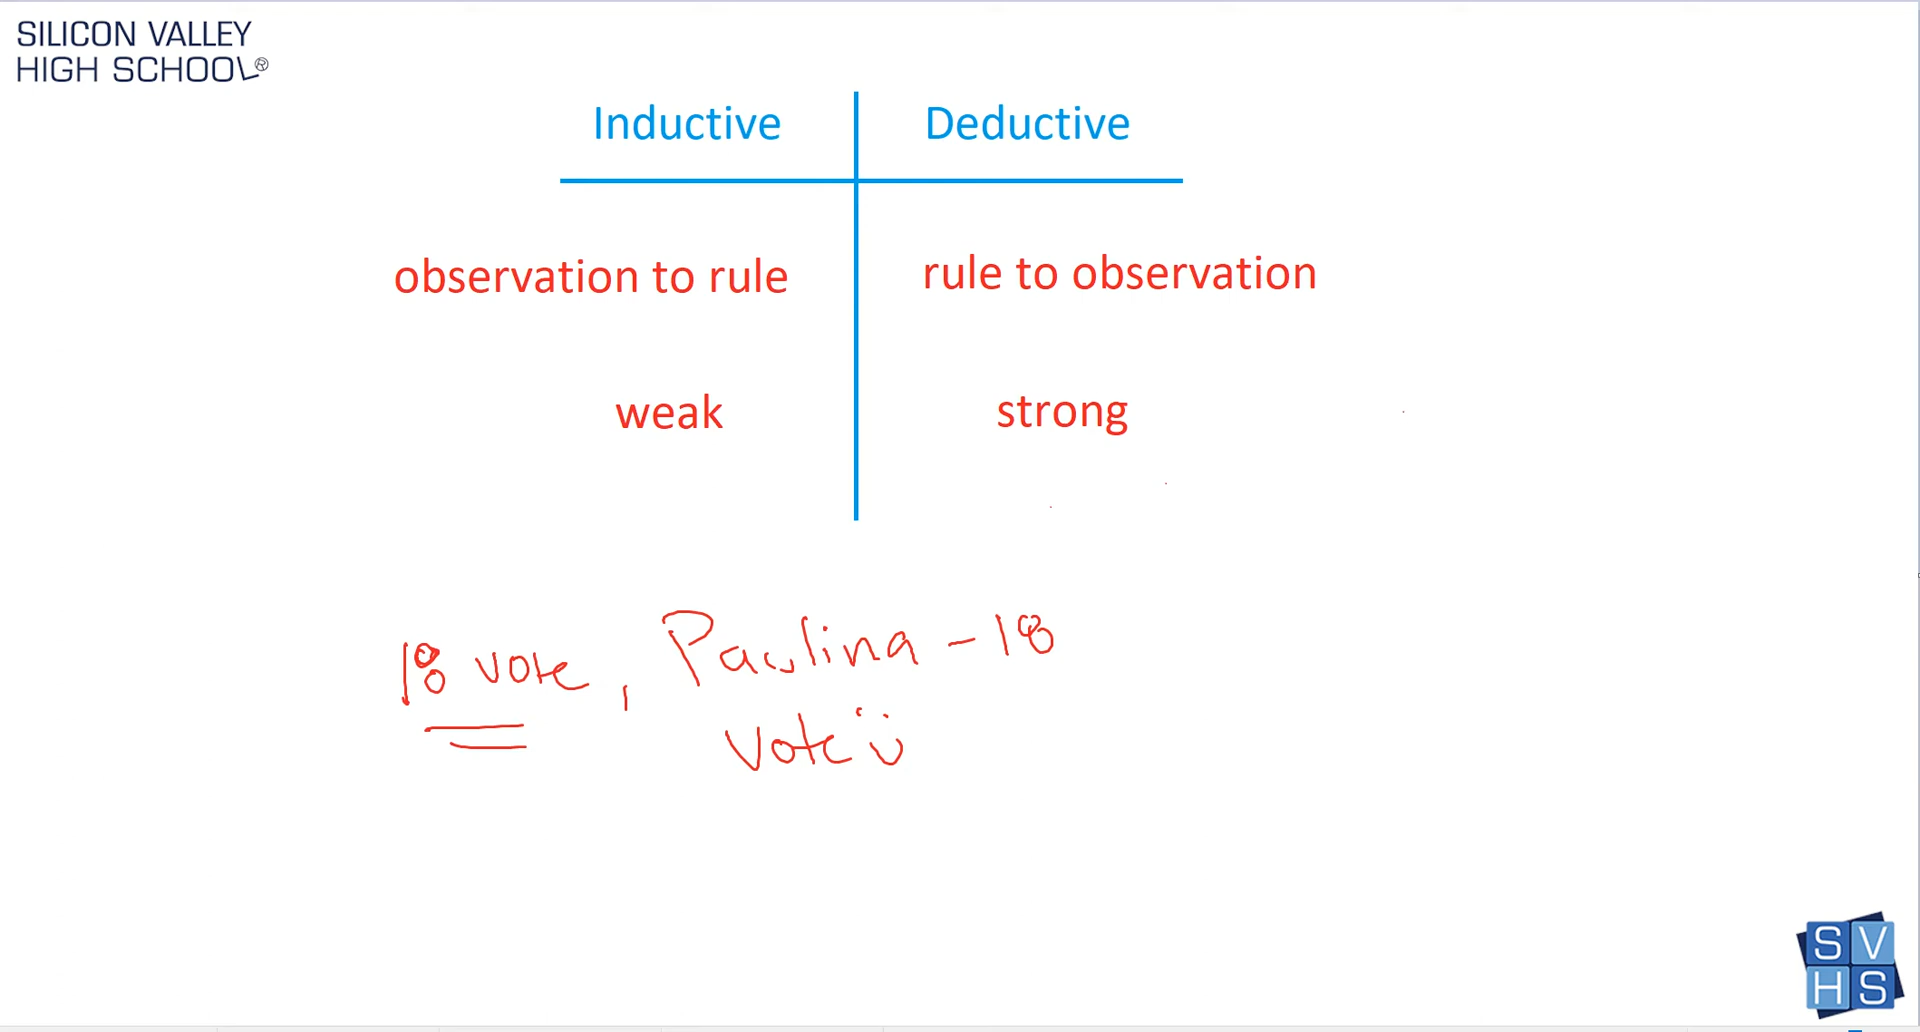 SILICON VALLEY
HIGH SCHOOL®
Inductive Deductive
observation to rule rule to observation
weak strong
18 vote, Paulina - 18
vote
S V
H S